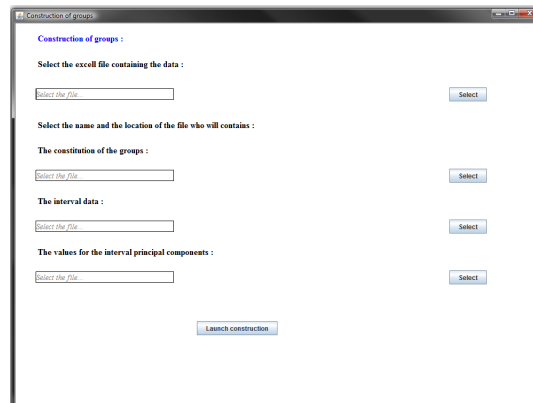 Construction of groups
Construction of groups :
Select the excell file containing the data :
Select the file...
Select
Select the name and the location of the file who will contains :
The constitution of the groups :
Select the file...
Select
The interval data :
Select the file...
Select
The values for the interval principal components :
Select the file...
Select
Launch construction